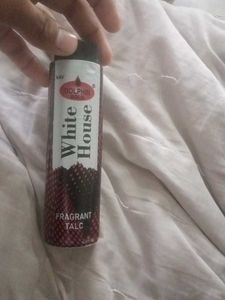 DOLPHIN
®
White
House
FRAGRANT
TALC